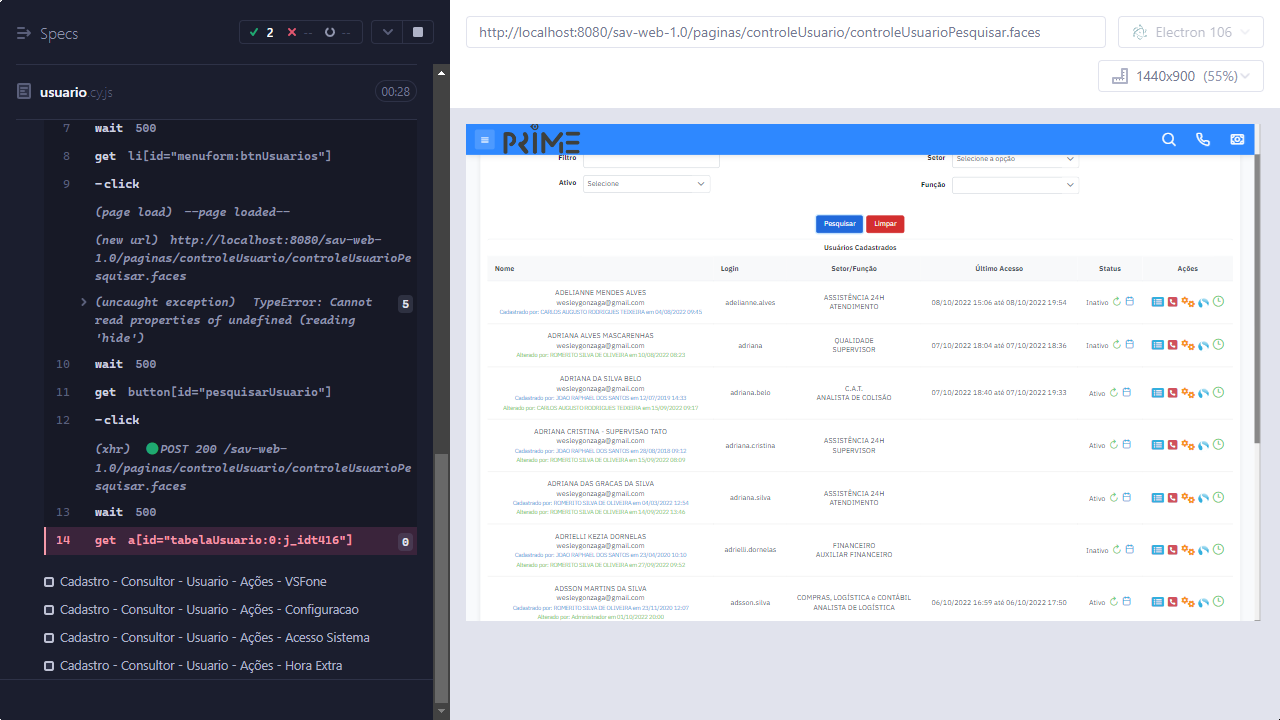 Specs
2
--
--
usuario.cy.js
00:28
7 wait 500
8 get li[id="menuform:btnUsuarios"]
9 -click
(page load) --page loaded--
(new url) http://localhost:8080/sav-web-
1.0/paginas/controleUsuario/controleUsuarioPe
squisar.faces
(uncaught exception) TypeError: Cannot
read properties of undefined (reading
'hide')
5
10 wait 500
11 get button[id="pesquisarUsuario"]
12 -click
(xhr) POST 200 /sav-web-
1.0/paginas/controleUsuario/controleUsuarioPe
squisar.faces
13 wait 500
14 get a[id="tabelaUsuario:0:j_idt416"]
0
Cadastro - Consultor - Usuario - Ações - VSFone
Cadastro - Consultor - Usuario - Ações - Configuracao
Cadastro - Consultor - Usuario - Ações - Acesso Sistema
Cadastro - Consultor - Usuario - Ações - Hora Extra
http://localhost:8080/sav-web-1.0/paginas/controleUsuario/controleUsuarioPesquisar.faces
Electron 106
1440x900 (55%)
PRIME
Filtro
Setor Selecione a opção
Ativo Selecione
Função
Pesquisar Limpar
Usuários Cadastrados
Nome Login Setor/Função Último Acesso Status Ações
ADELIANNE MENDES ALVES
wesleygonzaga@gmail.com
Cadastrado por: CARLOS AUGUSTO RODRIGUES TEIXEIRA em 04/08/2022 09:45
adelianne.alves
ASSISTÊNCIA 24H
ATENDIMENTO
08/10/2022 15:06 até 08/10/2022 19:54
Inativo
ADRIANA ALVES MASCARENHAS
wesleygonzaga@gmail.com
Alterado por: ROMERITO SILVA DE OLIVEIRA em 10/08/2022 08:23
adriana
QUALIDADE
SUPERVISOR
07/10/2022 18:04 até 07/10/2022 18:36
Inativo
ADRIANA DA SILVA BELO
wesleygonzaga@gmail.com
Cadastrado por: JOAO RAPHAEL DOS SANTOS em 12/07/2019 14:33
Alterado por: CARLOS AUGUSTO RODRIGUES TEIXEIRA em 15/09/2022 09:17
adriana.belo
C.A.T.
ANALISTA DE COLISÃO
07/10/2022 18:40 até 07/10/2022 19:33
Ativo
ADRIANA CRISTINA - SUPERVISAO TATO
wesleygonzaga@gmail.com
Cadastrado por: JOAO RAPHAEL DOS SANTOS em 28/08/2018 09:12
Alterado por: ROMERITO SILVA DE OLIVEIRA em 15/09/2022 08:09
adriana.cristina
ASSISTÊNCIA 24H
SUPERVISOR
Ativo
ADRIANA DAS GRACAS DA SILVA
wesleygonzaga@gmail.com
Cadastrado por: ROMERITO SILVA DE OLIVEIRA em 04/03/2022 12:54
Alterado por: ROMERITO SILVA DE OLIVEIRA em 14/09/2022 13:46
adriana.silva
ASSISTÊNCIA 24H
ATENDIMENTO
Ativo
ADRIELLI KEZIA DORNELAS
wesleygonzaga@gmail.com
Cadastrado por: JOAO RAPHAEL DOS SANTOS em 23/04/2020 10:10
Alterado por: ROMERITO SILVA DE OLIVEIRA em 27/09/2022 09:52
adrielli.dornelas
FINANCEIRO
AUXILIAR FINANCEIRO
Inativo
ADSSON MARTINS DA SILVA
wesleygonzaga@gmail.com
Cadastrado por: ROMERITO SILVA DE OLIVEIRA em 23/11/2020 12:07
Alterado por: Administrador em 01/10/2022 20:00
adsson.silva
COMPRAS, LOGÍSTICA e CONTÁBIL
ANALISTA DE LOGÍSTICA
06/10/2022 16:59 até 06/10/2022 17:50
Ativo